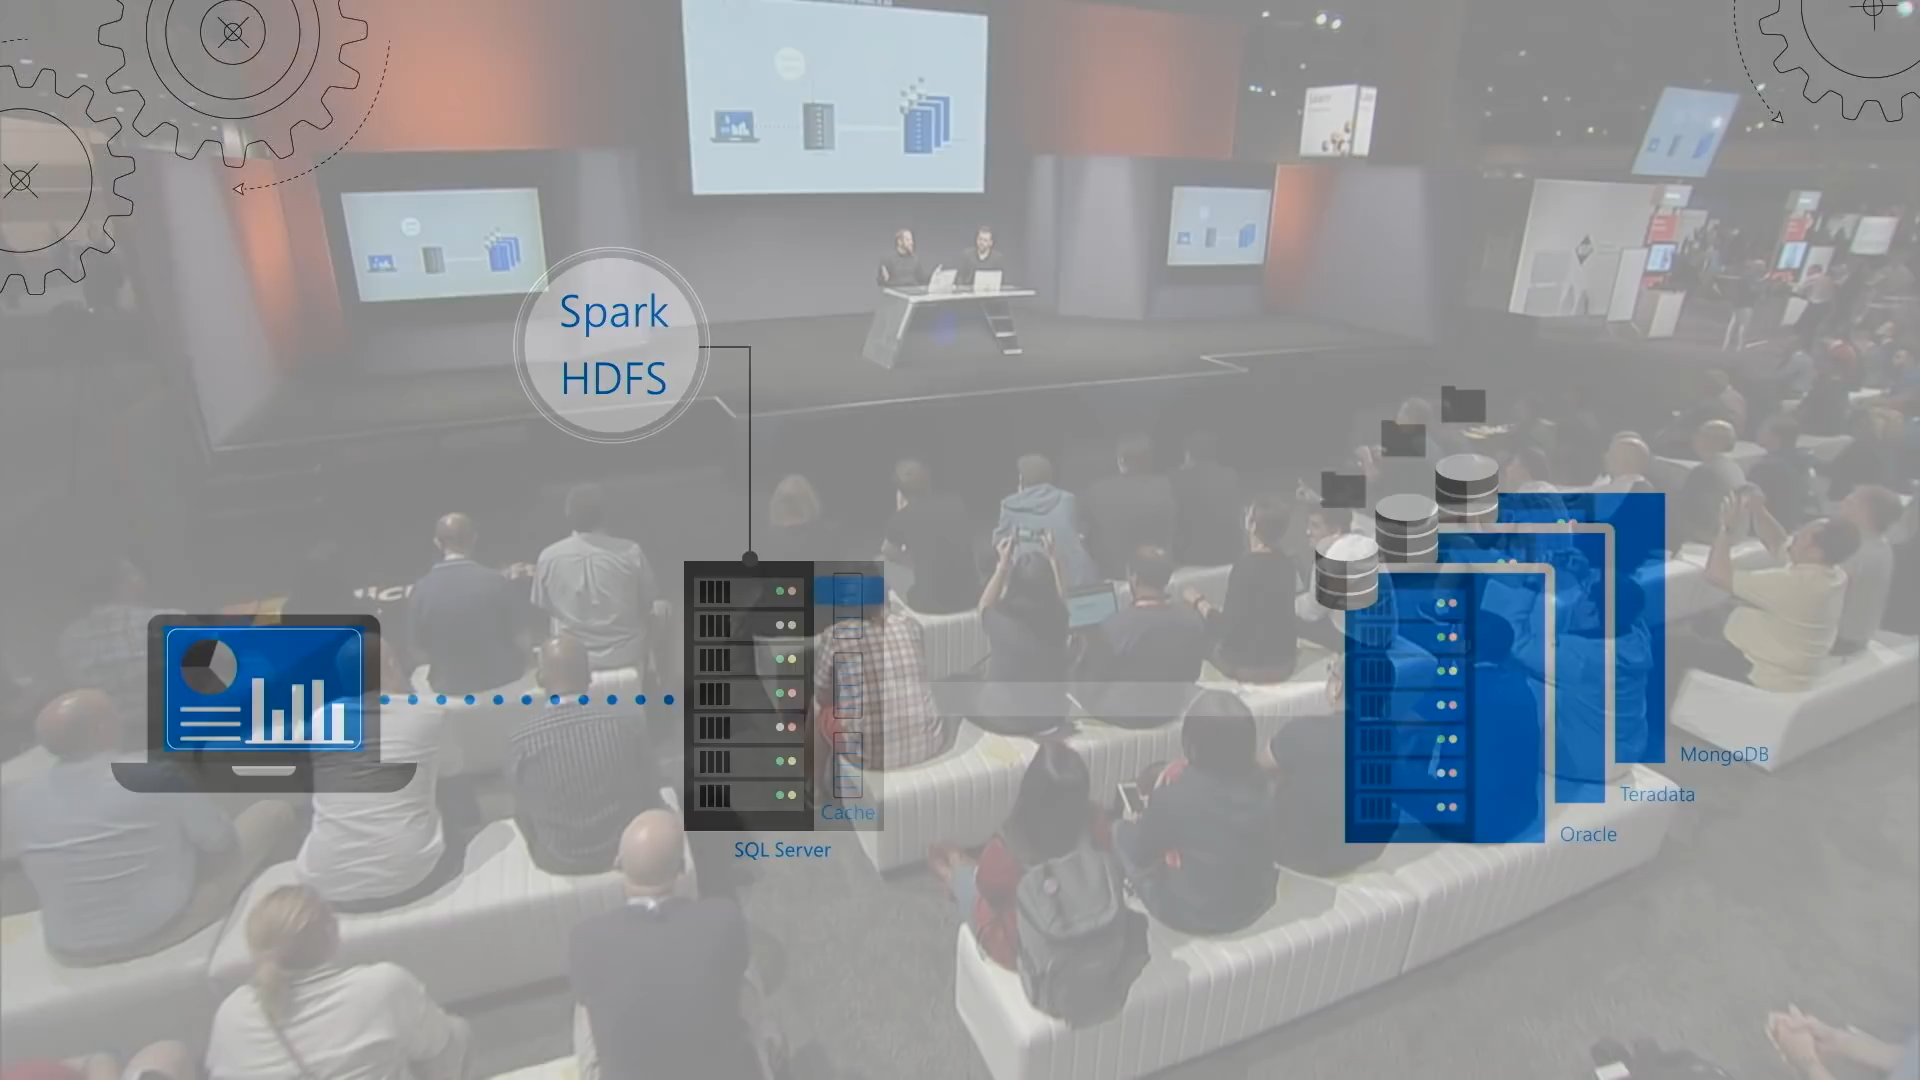 Spark
HDFS
Cache
SQL Server
MongoDB
Teradata
Oracle